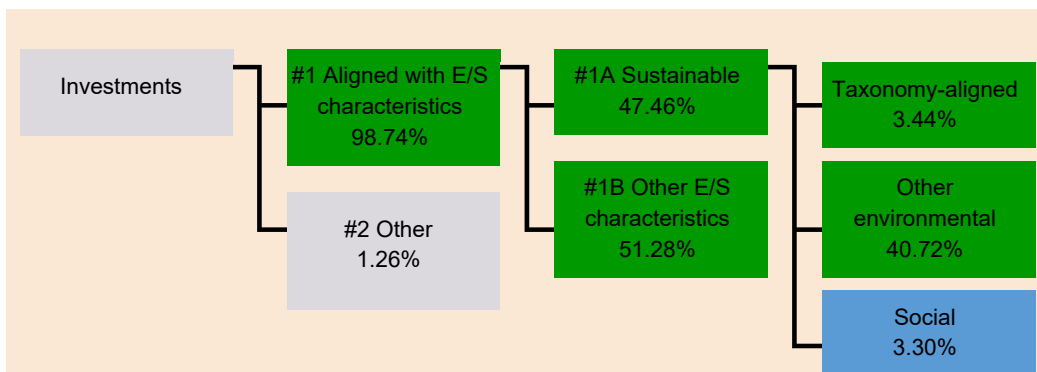 Investments
#1 Aligned with E/S
characteristics
98.74%
#2 Other
1.26%
#1A Sustainable
47.46%
#1B Other E/S
characteristics
51.28%
Taxonomy-aligned
3.44%
Other
environmental
40.72%
Social
3.30%